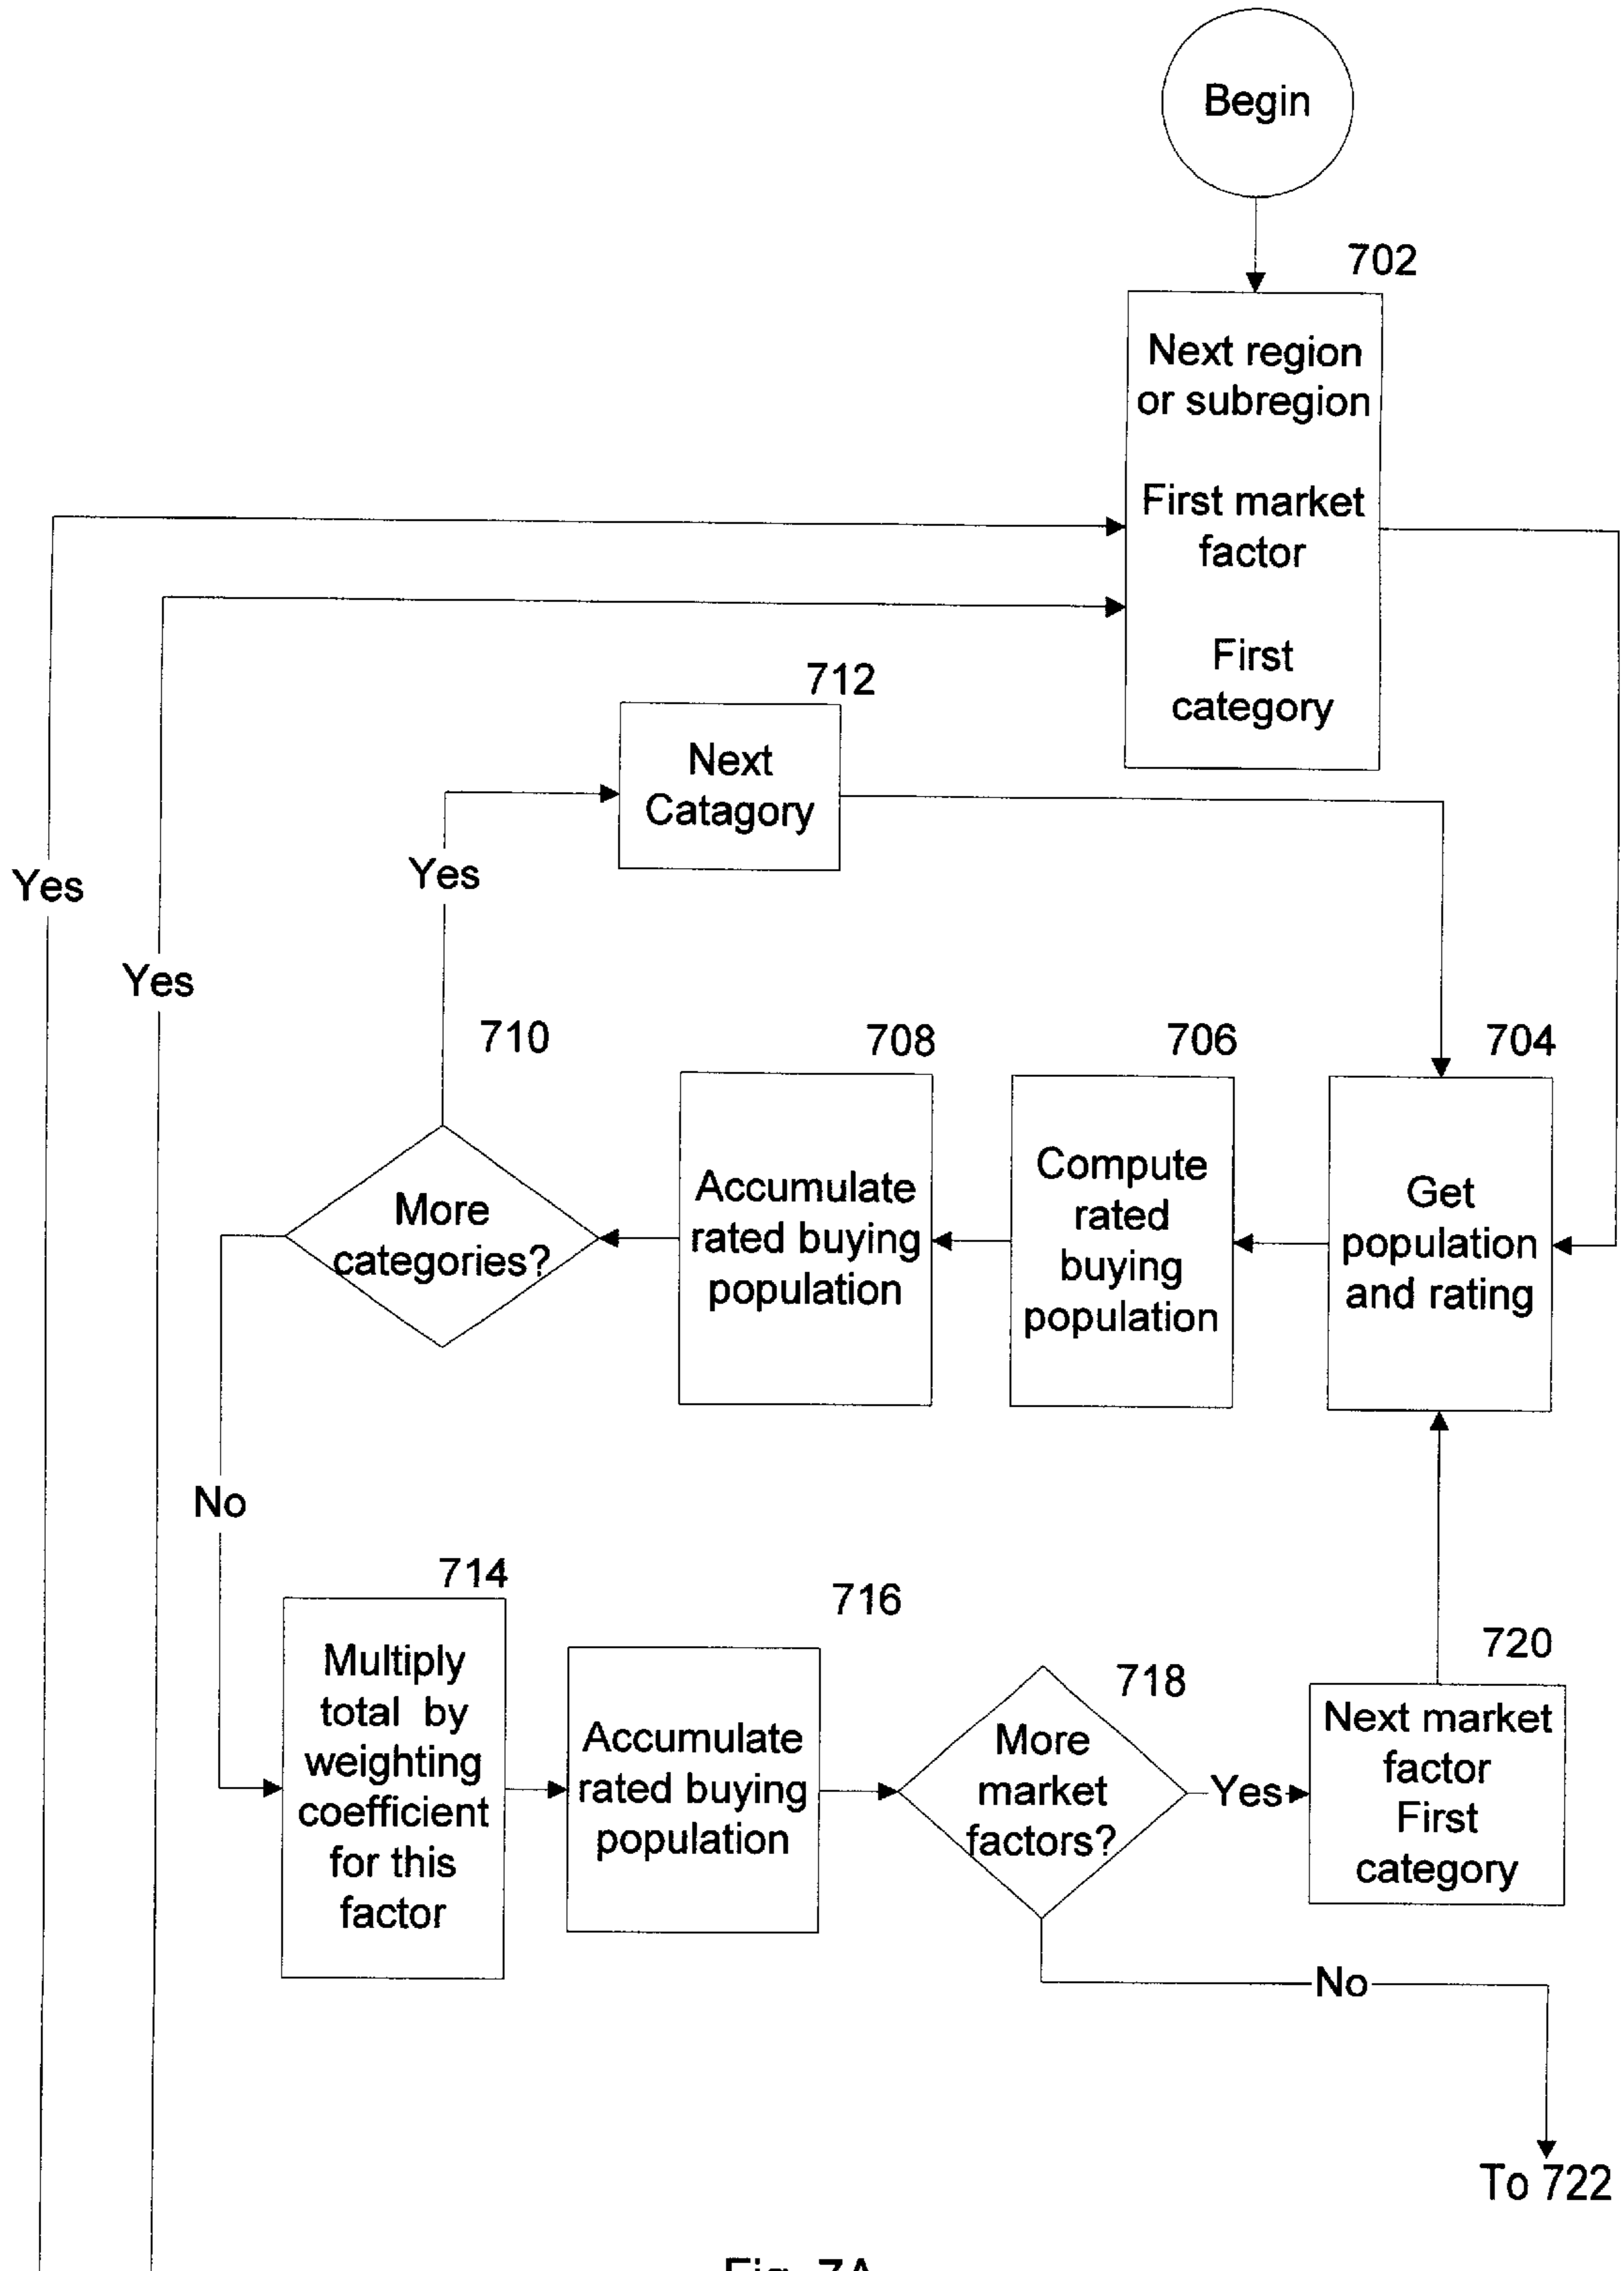 Begin
702
Next region
or subregion
First market
factor
First
category
712
Next
Catagory
Yes
Yes
Yes
710
708
706
704
More
categories?
Accumulate
rated buying
population
Compute
rated
buying
population
Get
population
and rating
No
714
Multiply
total by
weighting
coefficient
for this
factor
716
Accumulate
rated buying
population
718
More
market
factors?
Yes
720
Next market
factor
First
category
No
To 722
Fig. 7A